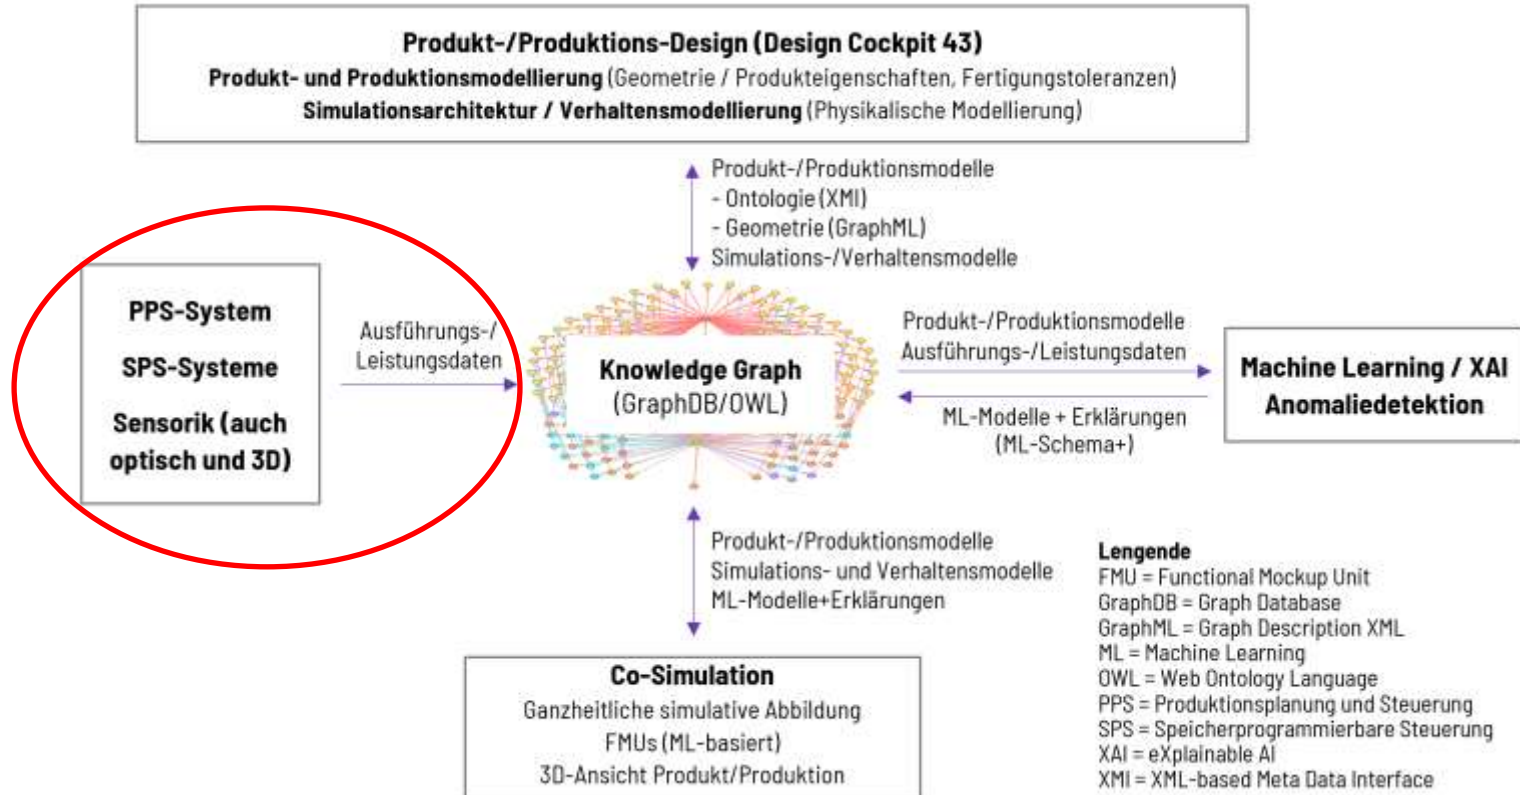 Produkt-/Produktions-Design (Design Cockpit 43)
Produkt- und Produktionsmodellierung (Geometrie / Produkteigenschaften, Fertigungstoleranzen)
Simulationsarchitektur / Verhaltensmodellierung (Physikalische Modellierung)
Produkt-/Produktionsmodelle
- Ontologie (XMI)
- Geometrie (GraphML)
Simulations-/Verhaltensmodelle
PPS-System
SPS-Systeme
Sensorik (auch
optisch und 3D)
Ausführungs-/
Leistungsdaten
Knowledge Graph
(GraphDB/OWL)
Produkt-/Produktionsmodelle
Ausführungs-/Leistungsdaten
ML-Modelle + Erklärungen
(ML-Schema+)
Machine Learning / XAI
Anomaliedetektion
Produkt-/Produktionsmodelle
Simulations- und Verhaltensmodelle
ML-Modelle+Erklärungen
Co-Simulation
Ganzheitliche simulative Abbildung
FMUs (ML-basiert)
3D-Ansicht Produkt/Produktion
Lengende
FMU = Functional Mockup Unit
GraphDB = Graph Database
GraphML = Graph Description XML
ML = Machine Learning
OWL = Web Ontology Language
PPS = Produktionsplanung und Steuerung
SPS = Speicherprogrammierbare Steuerung
XAI = eXplainable AI
XMI = XML-based Meta Data Interface